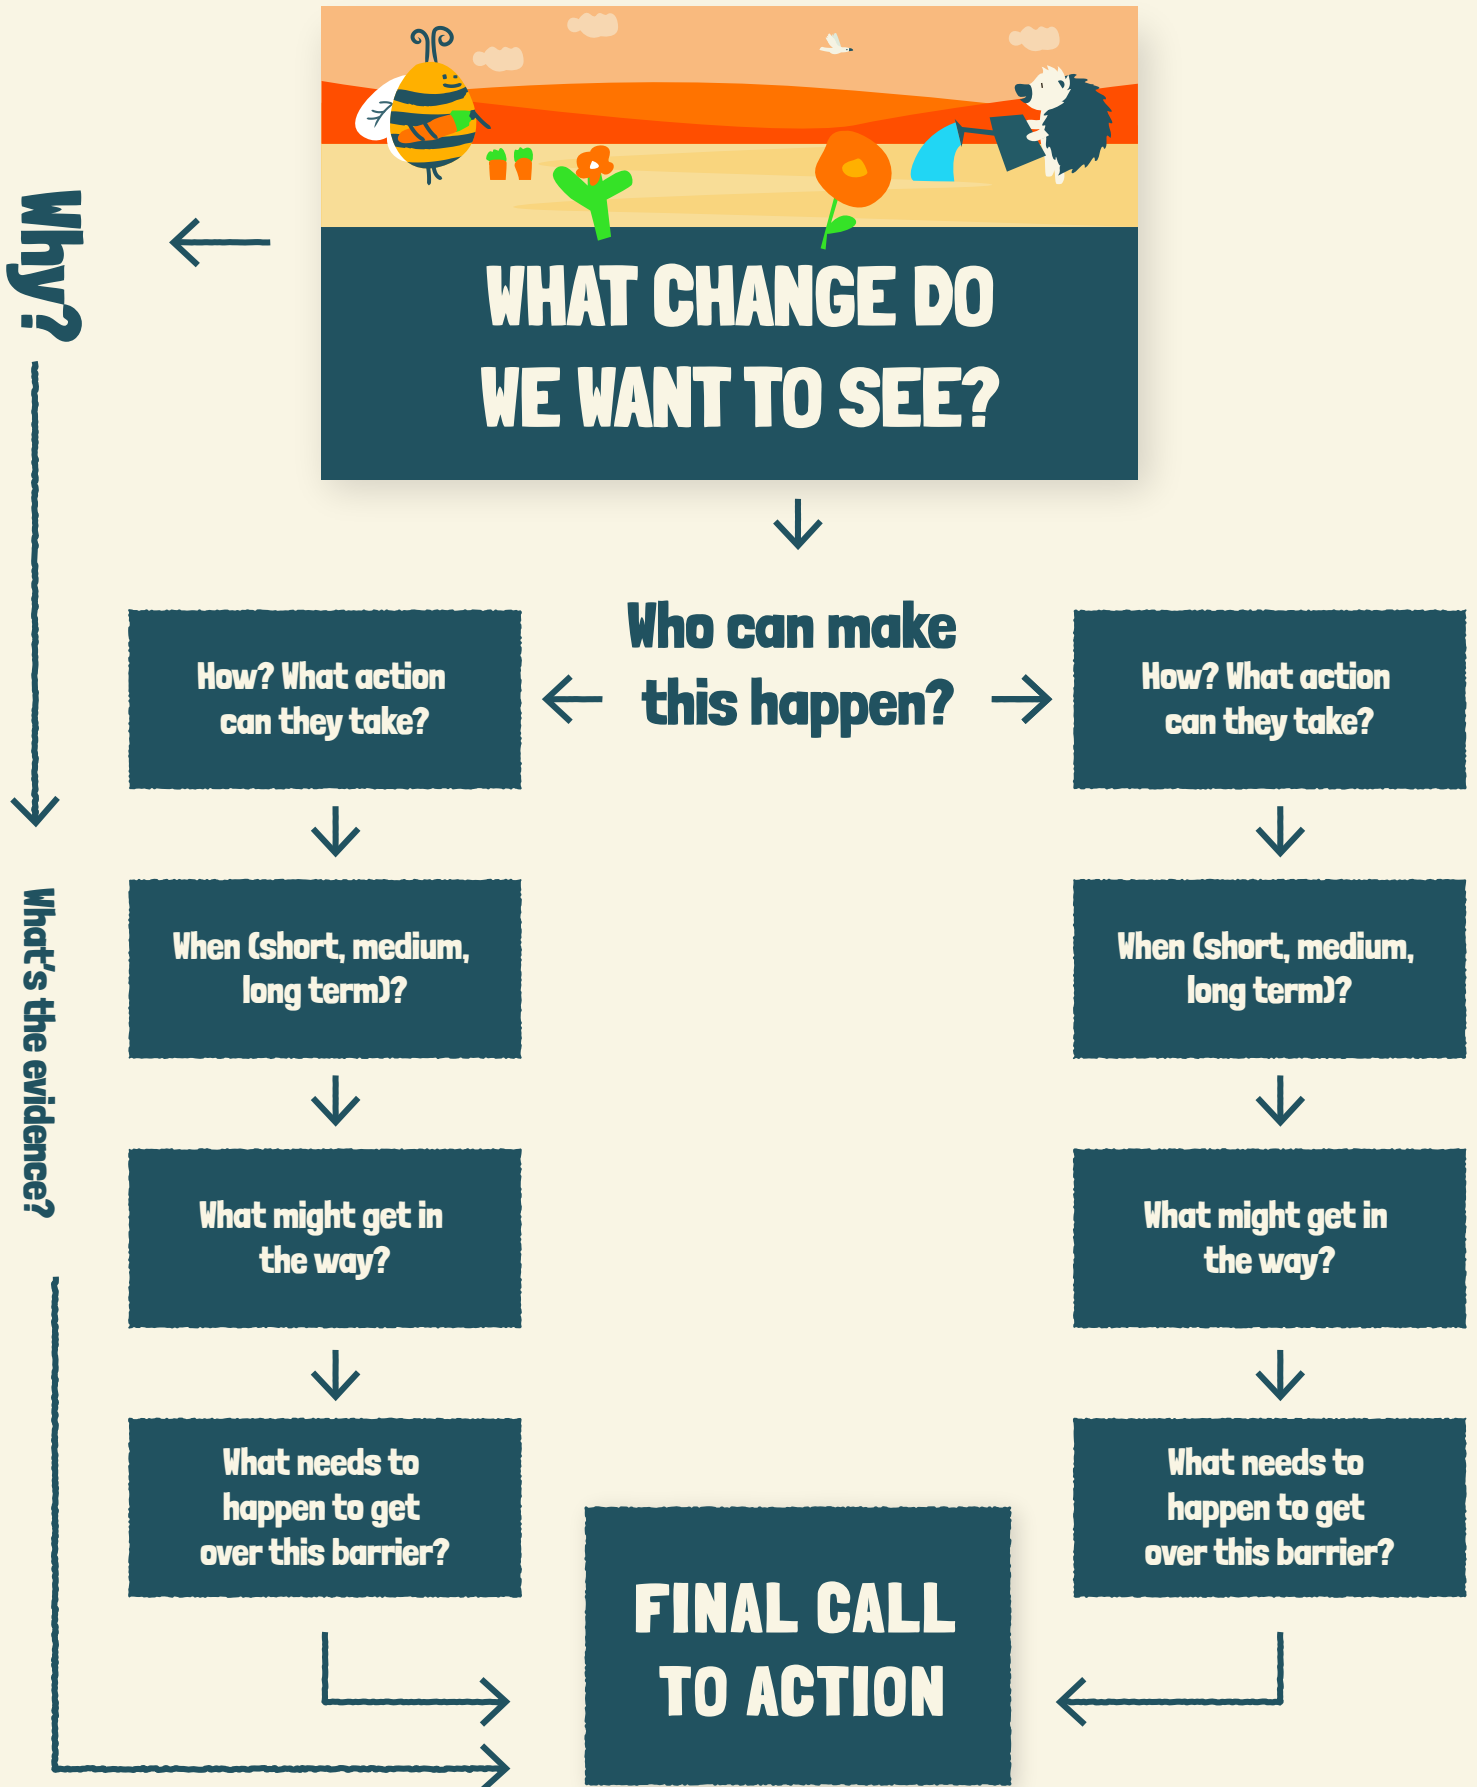 WHAT CHANGE DO
WE WANT TO SEE?
Why?
What's the evidence?
Who can make
this happen?
How? What action
can they take?
When (short, medium,
long term)?
What might get in
the way?
What needs to
happen to get
over this barrier?
How? What action
can they take?
When (short, medium,
long term)?
What might get in
the way?
What needs to
happen to get
over this barrier?
FINAL CALL
TO ACTION